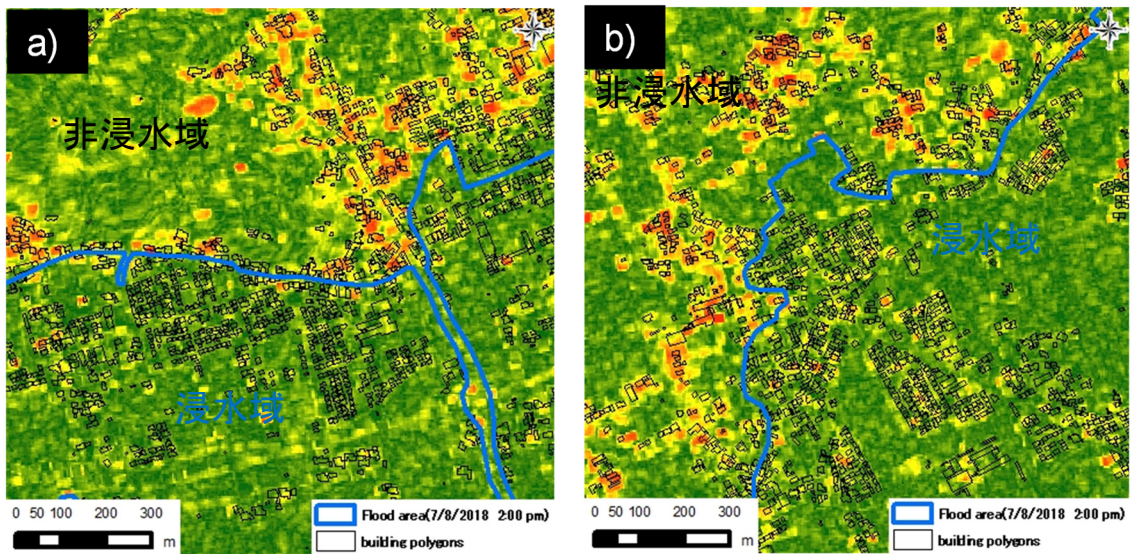 a)
非浸水域
浸水域
0 50 100 200 300
m
Flood area(7/8/2018 2:00 pm)
building polygons
b)
非浸水域
浸水域
0 50 100 200 300
m
Flood area(7/8/2018 2:00 pm)
building polygons